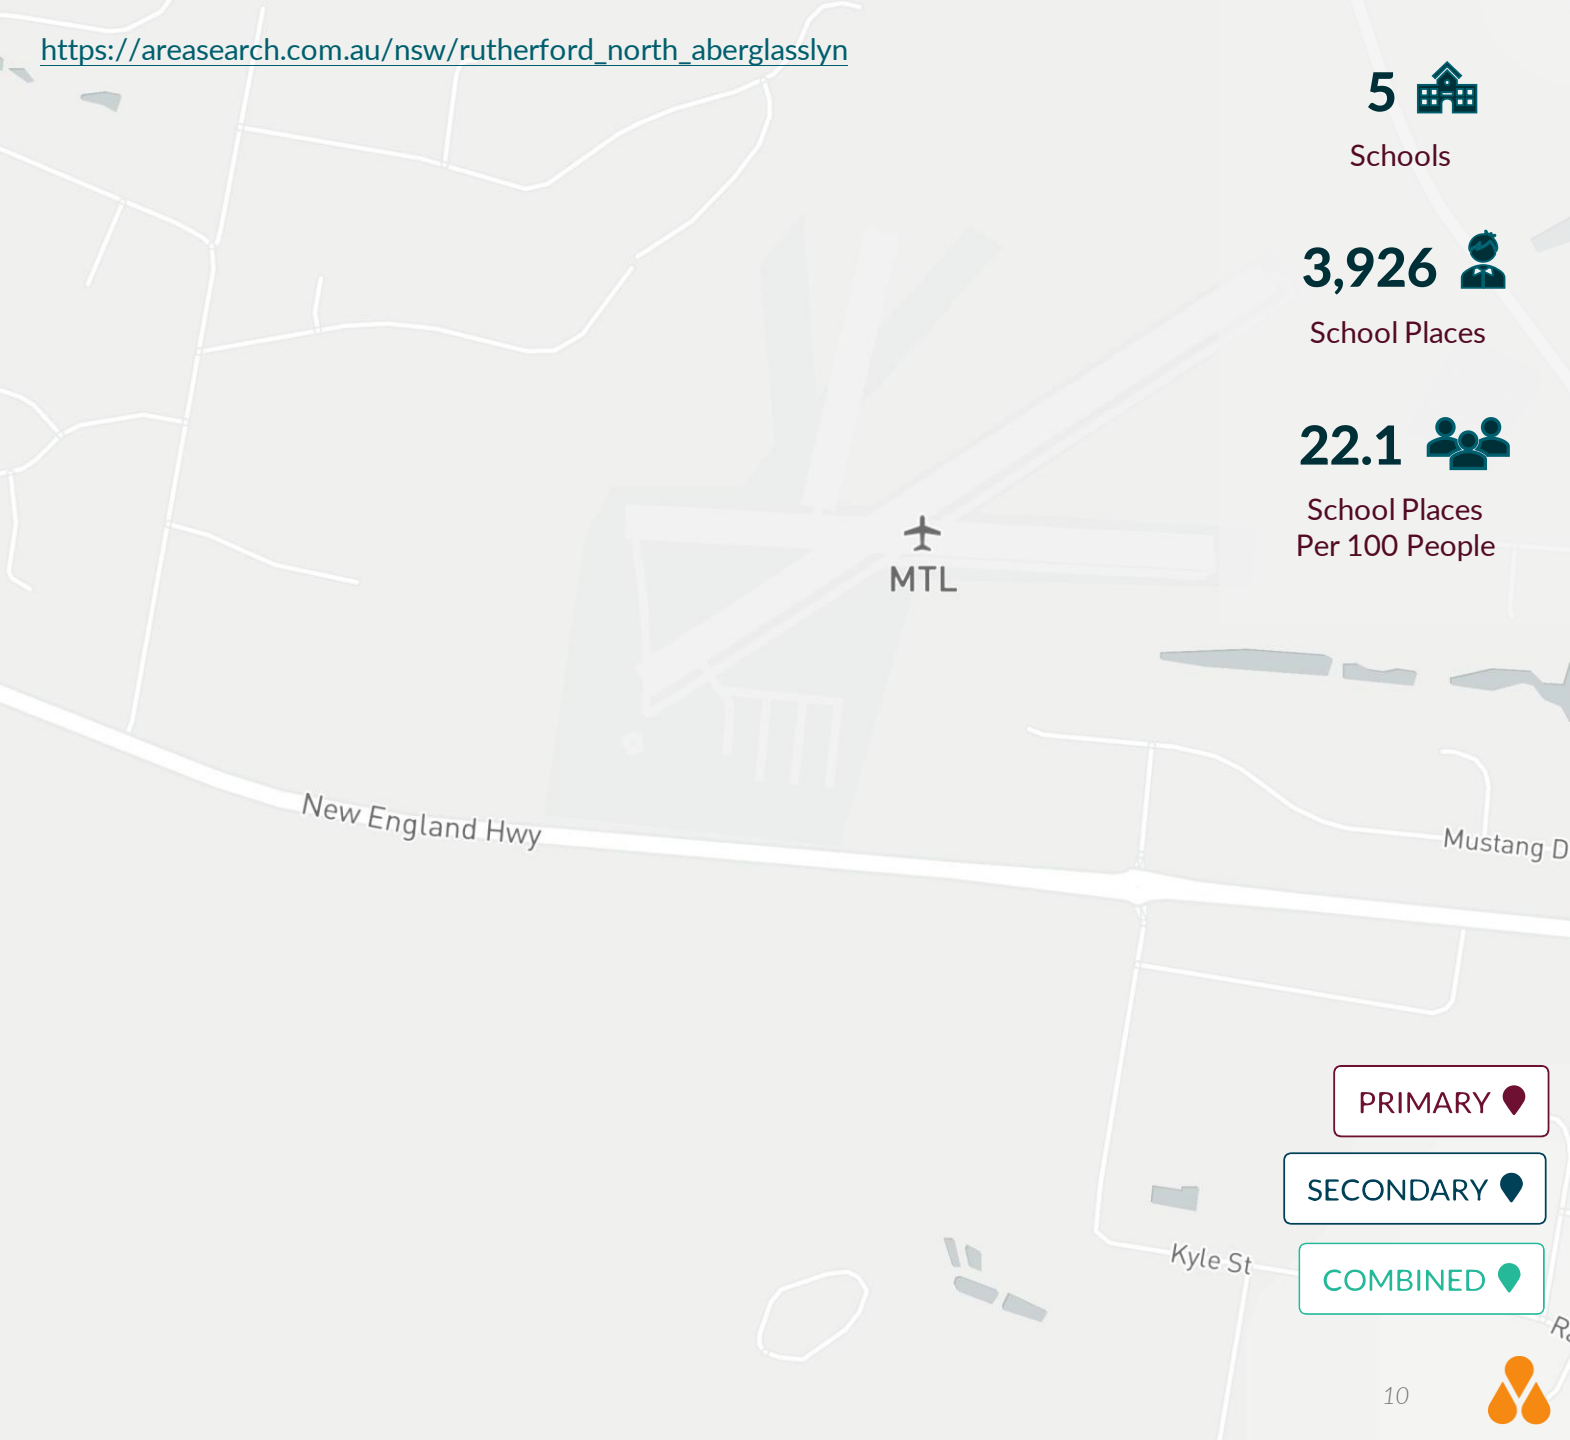 https://areasearch.com.au/nsw/rutherford_north_aberglasslyn
5
Schools
3,926
School Places
22.1
School Places
Per 100 People
MTL
New England Hwy
Mustang D
PRIMARY
SECONDARY
Kyle St
COMBINED
10